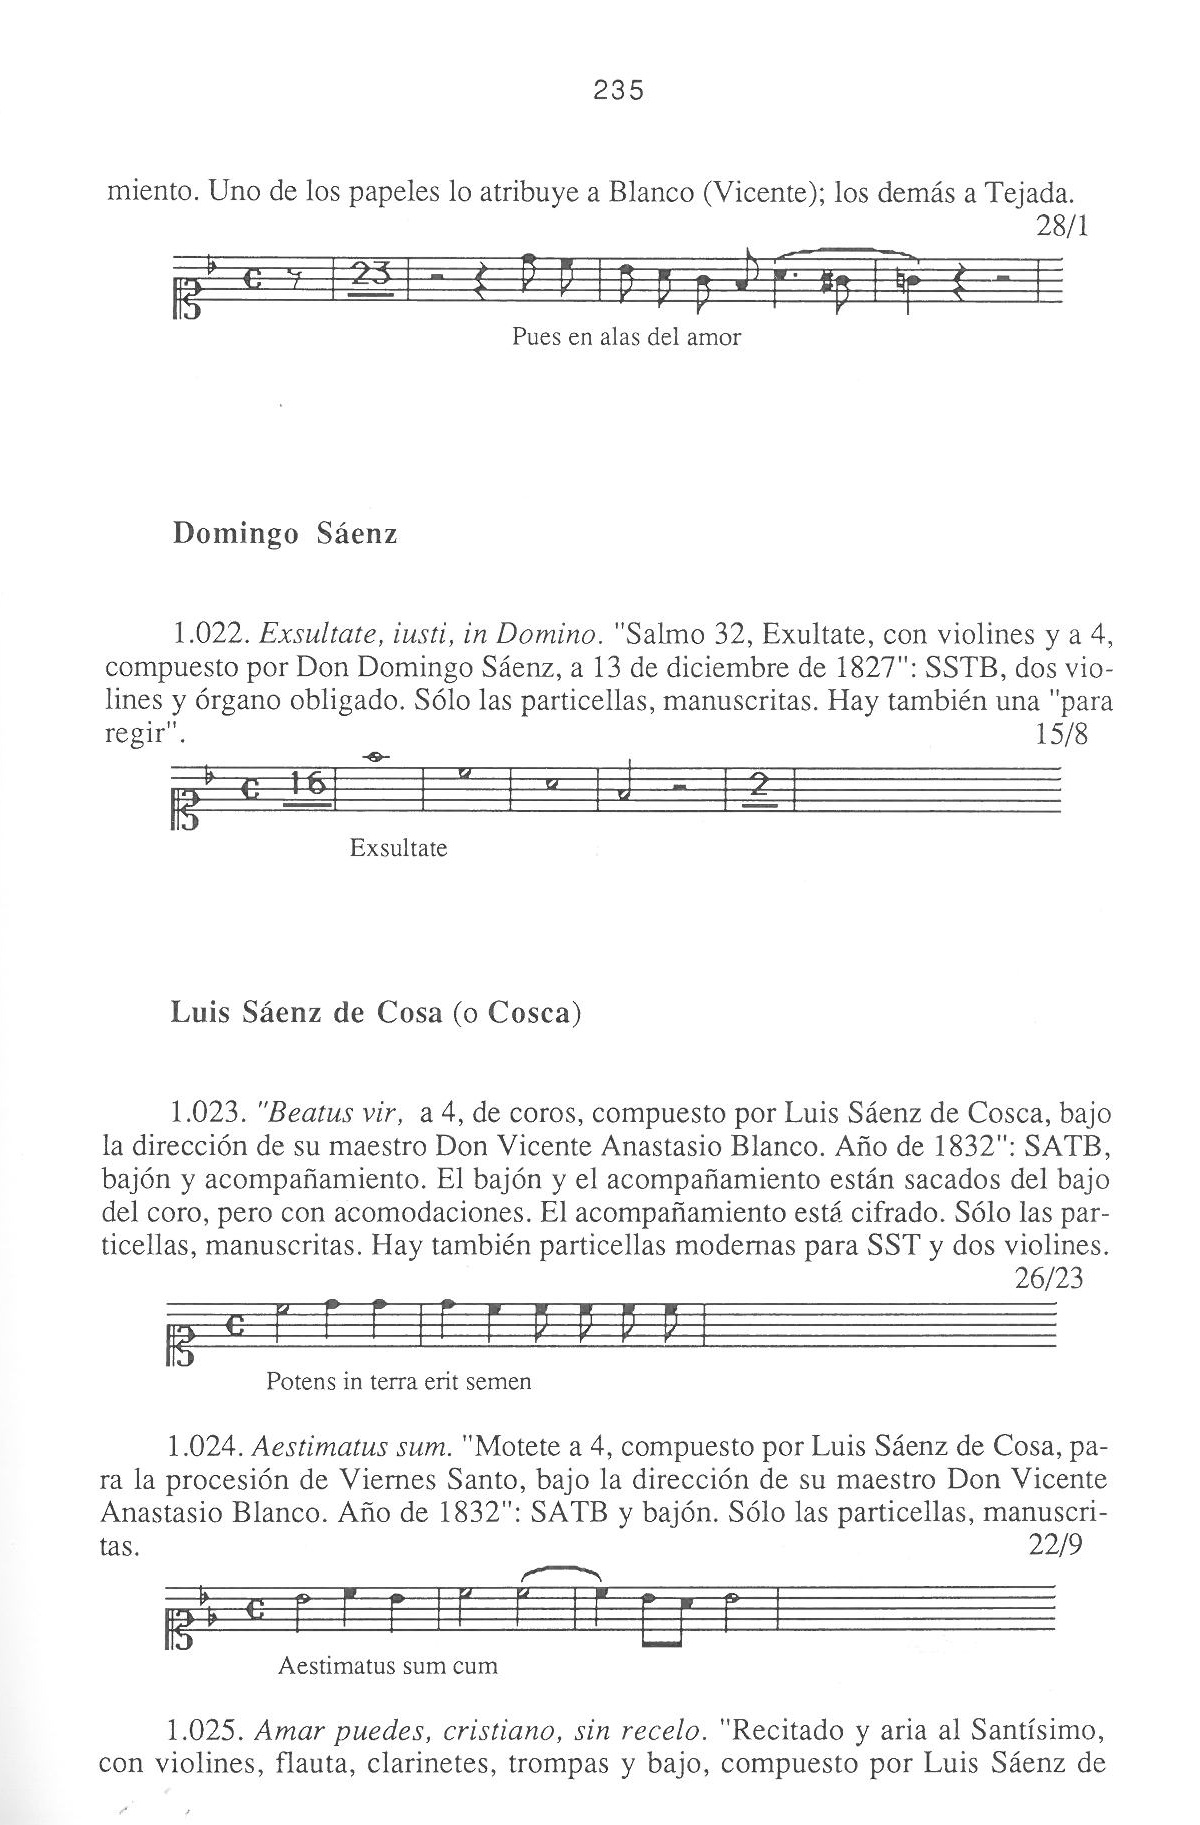 235
miento. Uno de los papeles lo atribuye a Blanco (Vicente); los demás a Tejada.
28/1
23
Pues en alas del amor
Domingo Sáenz
1.022. Exsultate, iusti, in Domino. "Salmo 32, Exultate, con violines y a 4,
compuesto por Don Domingo Sáenz, a 13 de diciembre de 1827": SSTB, dos vio-
lines y órgano obligado. Sólo las particellas, manuscritas. Hay también una "para
regir". 15/8
16 2
Exsultate
Luis Sáenz de Cosa (o Cosca)
1.023. "Beatus vir, a 4, de coros, compuesto por Luis Sáenz de Cosca, bajo
la dirección de su maestro Don Vicente Anastasio Blanco. Año de 1832": SATB,
bajón y acompañamiento. El bajón y el acompañamiento están sacados del bajo
del coro, pero con acomodaciones. El acompañamiento está cifrado. Sólo las par-
ticellas, manuscritas. Hay también particellas modernas para SST y dos violines.
26/23
Potens in terra erit semen
1.024. Aestimatus sum. "Motete a 4, compuesto por Luis Sáenz de Cosa, pa-
ra la procesión de Viernes Santo, bajo la dirección de su maestro Don Vicente
Anastasio Blanco. Año de 1832": SATB y bajón. Sólo las particellas, manuscri-
tas. 22/9
Aestimatus sum cum
1.025. Amar puedes, cristiano, sin recelo. "Recitado y aria al Santísimo,
con violines, flauta, clarinetes, trompas y bajo, compuesto por Luis Sáenz de